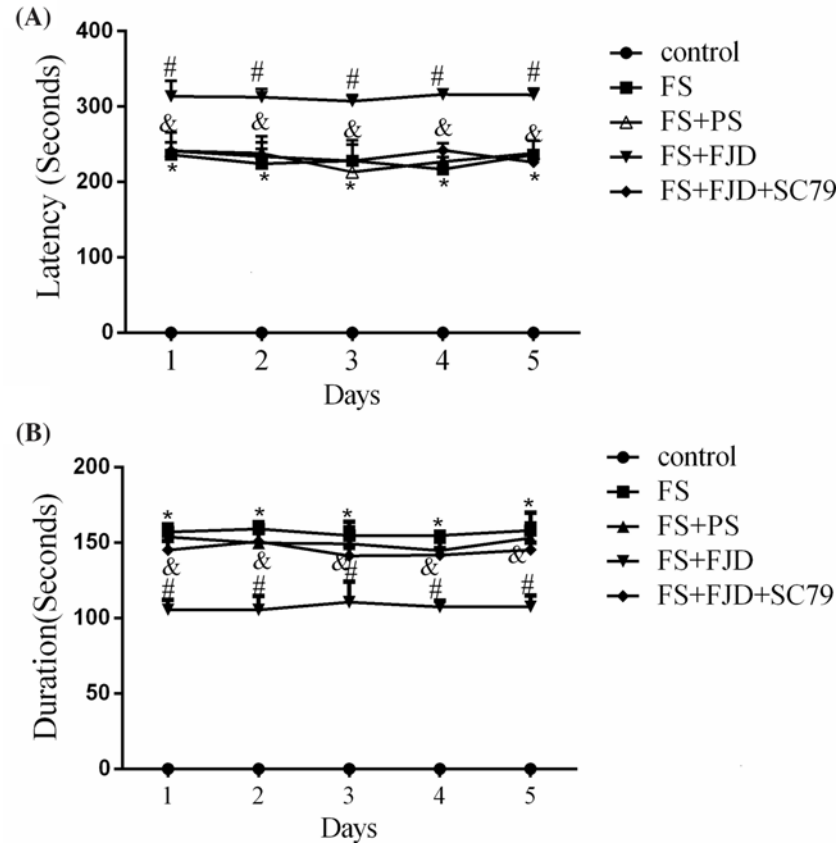 (A)
400
300
200
100
0
Latency (Seconds)
# # # # #
& & & & &
* * * * *
1 2 3 4 5
Days
control
FS
FS+PS
FS+FJD
FS+FJD+SC79
(B)
200
150
100
50
0
Duration(Seconds)
* * * * *
& & & & &
# # # # #
1 2 3 4 5
Days
control
FS
FS+PS
FS+FJD
FS+FJD+SC79